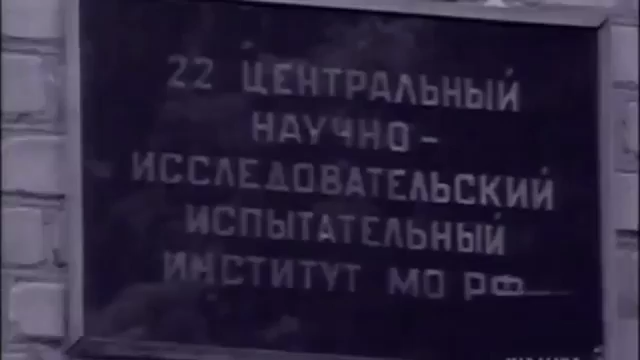 22 ЦЕНТРАЛЬНЫЙ
НАУЧНО-
ИССЛЕДОВАТЕЛЬСКИЙ
ИСПЫТАТЕЛЬНЫЙ
ИНСТИТУТ МО РФ